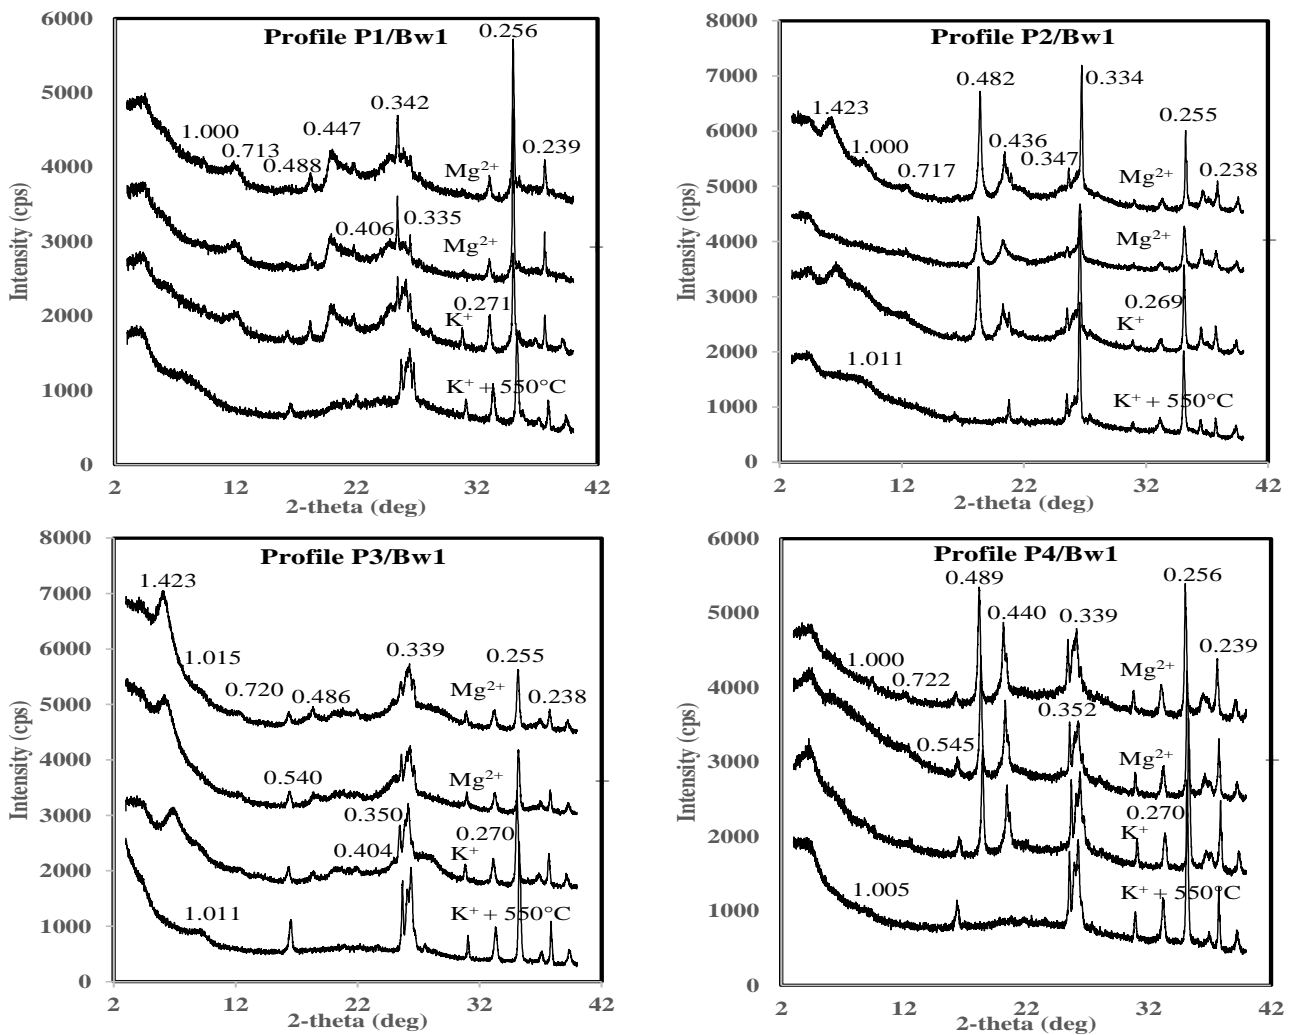 Profile P1/Bw1
Intensity (cps)
6000
5000
4000
3000
2000
1000
0
0.256
0.342
1.000
0.713
0.488
0.447
0.239
Mg²⁺
0.406
0.335
Mg²⁺
0.271
K⁺
K⁺ + 550°C
2 12 22 32 42
2-theta (deg)
Profile P2/Bw1
Intensity (cps)
8000
7000
6000
5000
4000
3000
2000
1000
0
0.482
0.334
1.423
1.000
0.717
0.436
0.347
0.255
0.238
Mg²⁺
Mg²⁺
0.269
K⁺
1.011
K⁺ + 550°C
2 12 22 32 42
2-theta (deg)
Profile P3/Bw1
Intensity (cps)
8000
7000
6000
5000
4000
3000
2000
1000
0
1.423
1.015
0.720
0.486
0.339
0.255
0.238
Mg²⁺
0.540
Mg²⁺
0.350
0.404
0.270
K⁺
1.011
K⁺ + 550°C
2 12 22 32 42
2-theta (deg)
Profile P4/Bw1
Intensity (cps)
6000
5000
4000
3000
2000
1000
0
0.489
0.440
0.256
0.339
1.000
0.722
0.239
Mg²⁺
0.352
0.545
Mg²⁺
0.270
K⁺
1.005
K⁺ + 550°C
2 12 22 32 42
2-theta (deg)